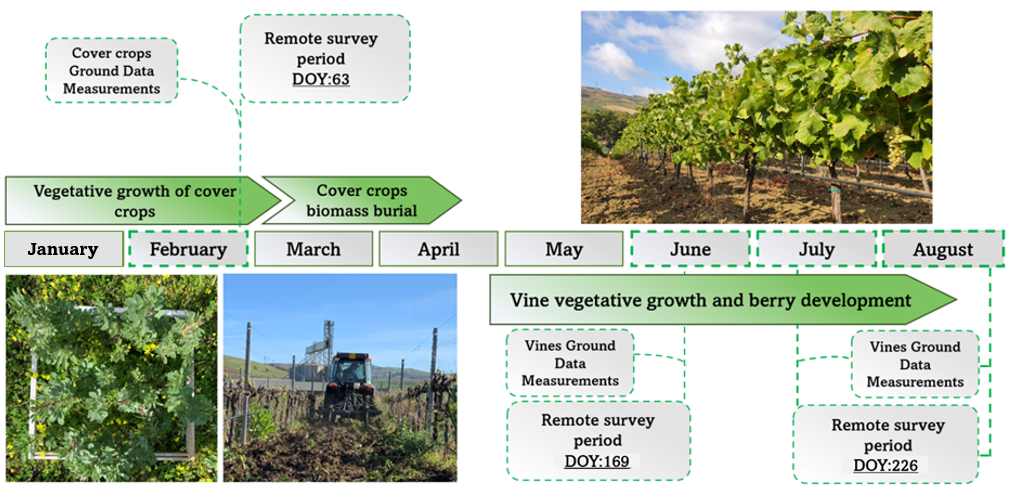 Cover crops
Ground Data
Measurements
Remote survey
period
DOY:63
Vegetative growth of cover
crops
Cover crops
biomass burial
January
February
March
April
May
June
July
August
Vine vegetative growth and berry development
Vines Ground
Data
Measurements
Remote survey
period
DOY:169
Vines Ground
Data
Measurements
Remote survey
period
DOY:226